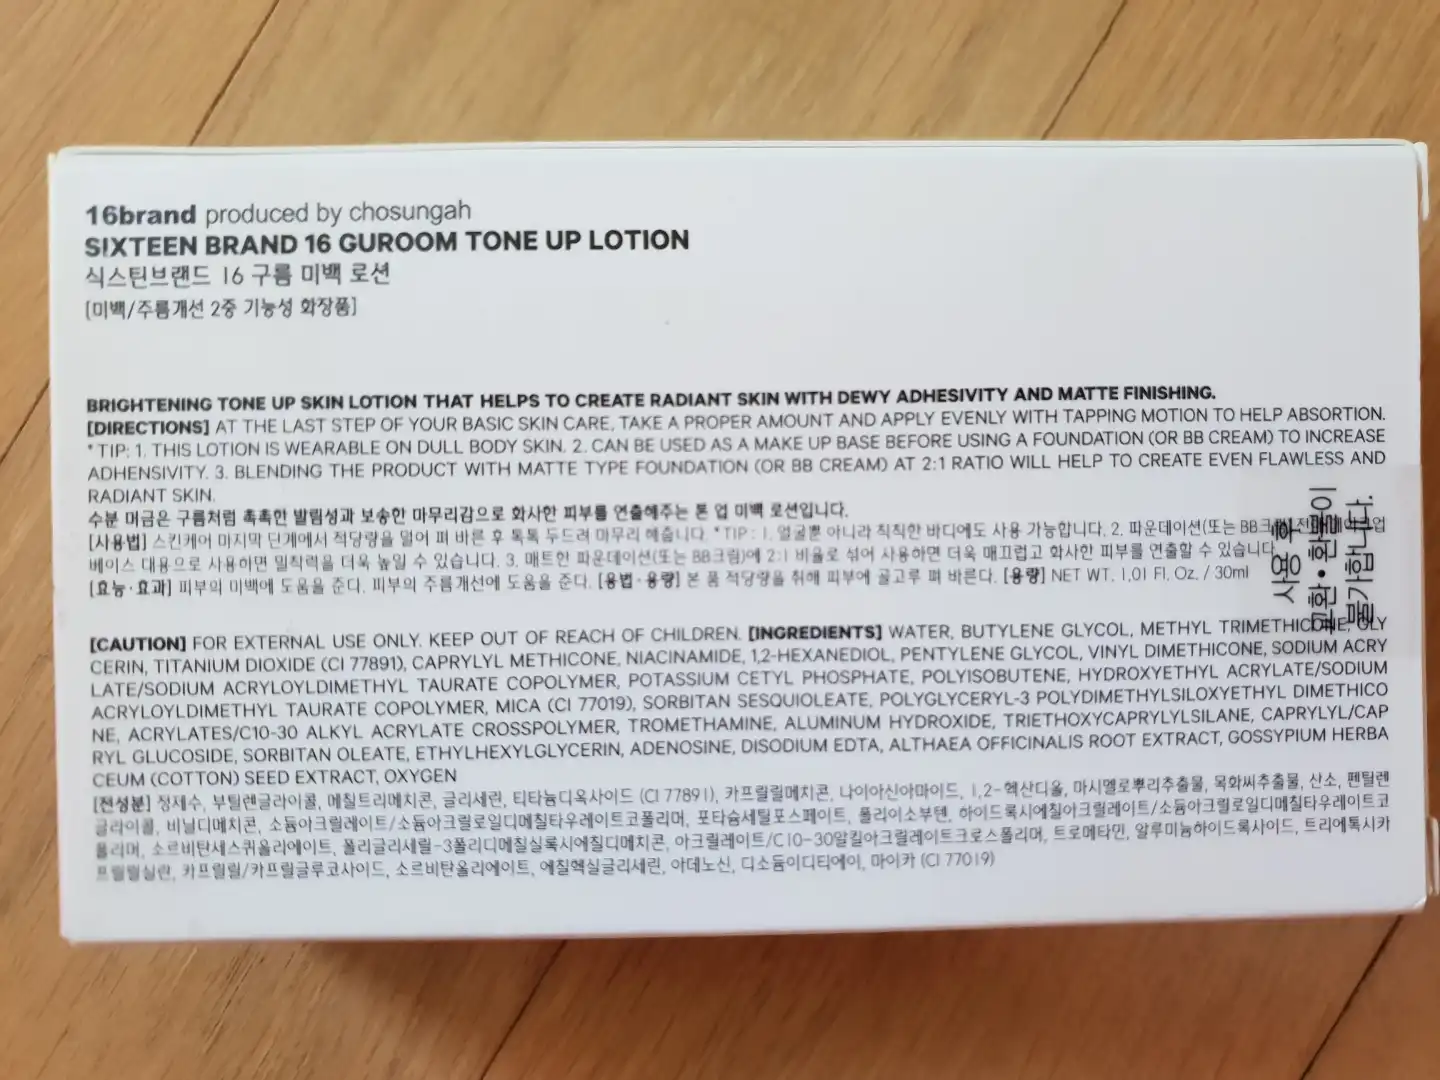 16brand produced by chosungah
SIXTEEN BRAND 16 GUROOM TONE UP LOTION
식스틴브랜드 16 구름 미백 로션
[미백/주름개선 2중 기능성 화장품]
BRIGHTENING TONE UP SKIN LOTION THAT HELPS TO CREATE RADIANT SKIN WITH DEWY ADHESIVITY AND MATTE FINISHING.
[DIRECTIONS] AT THE LAST STEP OF YOUR BASIC SKIN CARE, TAKE A PROPER AMOUNT AND APPLY EVENLY WITH TAPPING MOTION TO HELP ABSORTION.
* TIP: 1. THIS LOTION IS WEARABLE ON DULL BODY SKIN. 2. CAN BE USED AS A MAKE UP BASE BEFORE USING A FOUNDATION (OR BB CREAM) TO INCREASE
ADHENSIVITY. 3. BLENDING THE PRODUCT WITH MATTE TYPE FOUNDATION (OR BB CREAM) AT 2:1 RATIO WILL HELP TO CREATE EVEN FLAWLESS AND
RADIANT SKIN.
수분 머금은 구름처럼 촉촉한 발림성과 보송한 마무리감으로 화사한 피부를 연출해주는 톤 업 미백 로션입니다.
[사용법] 스킨케어 마지막 단계에서 적당량을 덜어 펴 바른 후 톡톡 두드려 마무리 해줍니다. *TIP : 1. 얼굴뿐 아니라 칙칙한 바디에도 사용 가능합니다. 2. 파운데이션(또는 BB크림)
베이스 대용으로 사용하면 밀착력을 더욱 높일 수 있습니다. 3. 매트한 파운데이션(또는 BB크림)에 2:1 비율로 섞어 사용하면 더욱 매끄럽고 화사한 피부를 연출할 수 있습니다.
[효능·효과] 피부의 미백에 도움을 준다. 피부의 주름개선에 도움을 준다. [용법·용량] 본 품 적당량을 취해 피부에 골고루 펴 바른다. [용량] NET WT. 1.01 Fl. Oz. / 30ml
사용 후
교환•환불이
불가합니다.
[CAUTION] FOR EXTERNAL USE ONLY. KEEP OUT OF REACH OF CHILDREN. [INGREDIENTS] WATER, BUTYLENE GLYCOL, METHYL TRIMETHICONE, GLY
CERIN, TITANIUM DIOXIDE (CI 77891), CAPRYLYL METHICONE, NIACINAMIDE, 1,2-HEXANEDIOL, PENTYLENE GLYCOL, VINYL DIMETHICONE, SODIUM ACRY
LATE/SODIUM ACRYLOYLDIMETHYL TAURATE COPOLYMER, POTASSIUM CETYL PHOSPHATE, POLYISOBUTENE, HYDROXYETHYL ACRYLATE/SODIUM
ACRYLOYLDIMETHYL TAURATE COPOLYMER, MICA (CI 77019), SORBITAN SESQUIOLEATE, POLYGLYCERYL-3 POLYDIMETHYLSILOXYETHYL DIMETHICO
NE, ACRYLATES/C10-30 ALKYL ACRYLATE CROSSPOLYMER, TROMETHAMINE, ALUMINUM HYDROXIDE, TRIETHOXYCAPRYLYLSILANE, CAPRYLYL/CAP
RYL GLUCOSIDE, SORBITAN OLEATE, ETHYLHEXYLGLYCERIN, ADENOSINE, DISODIUM EDTA, ALTHAEA OFFICINALIS ROOT EXTRACT, GOSSYPIUM HERBA
CEUM (COTTON) SEED EXTRACT, OXYGEN
[전성분] 정제수, 부틸렌글라이콜, 메칠트리메치콘, 글리세린, 티타늄디옥사이드 (CI 77891), 카프릴릴메치콘, 나이아신아마이드, 1,2-헥산디올, 마시멜로뿌리추출물, 목화씨추출물, 산소, 펜틸렌
글라이콜, 비닐디메치콘, 소듐아크릴레이트/소듐아크릴로일디메칠타우레이트코폴리머, 포타슘세틸포스페이트, 폴리이소부텐, 하이드록시에칠아크릴레이트/소듐아크릴로일디메칠타우레이트코
폴리머, 소르비탄세스퀴올리에이트, 폴리글리세릴-3폴리디메칠실록시에칠디메치콘, 아크릴레이트/C10-30알킬아크릴레이트크로스폴리머, 트로메타민, 알루미늄하이드록사이드, 트리에톡시카
프릴릴실란, 카프릴릴/카프릴글루코사이드, 소르비탄올리에이트, 에칠헥실글리세린, 아데노신, 디소듐이디티에이, 마이카 (CI 77019)